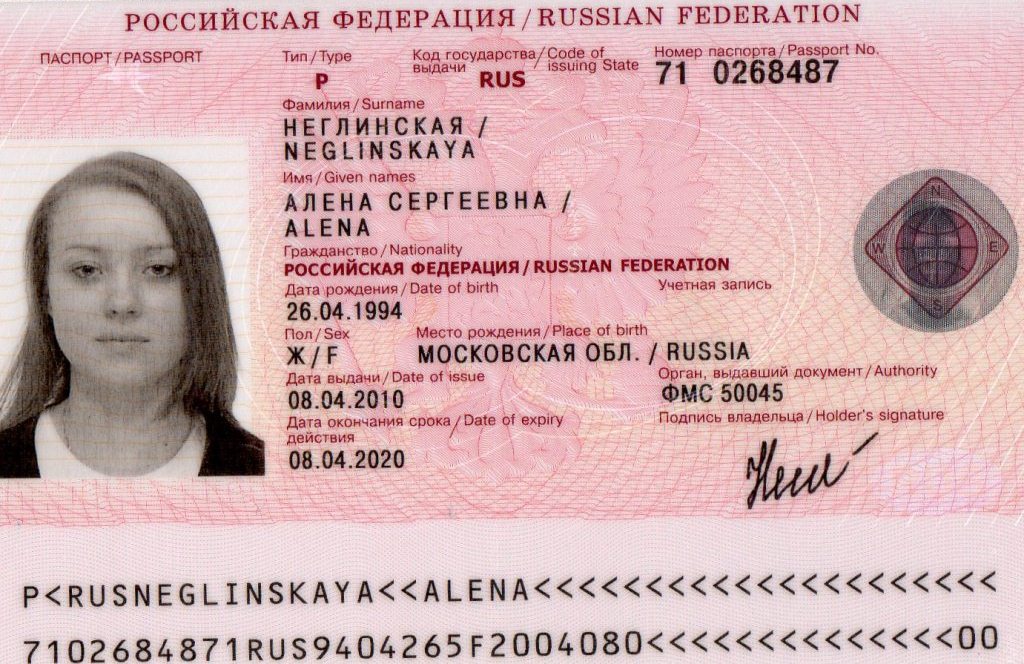 РОССИЙСКАЯ ФЕДЕРАЦИЯ / RUSSIAN FEDERATION
ПАСПОРТ / PASSPORT
Тип / Type
P
Код государства / Code of
выдачи issuing State
RUS
Номер паспорта / Passport No.
71 0268487
Фамилия / Surname
НЕГЛИНСКАЯ /
NEGLINSKAYA
Имя / Given names
АЛЕНА СЕРГЕЕВНА /
ALENA
Гражданство / Nationality
РОССИЙСКАЯ ФЕДЕРАЦИЯ / RUSSIAN FEDERATION
Дата рождения / Date of birth
Учетная запись
26.04.1994
Пол / Sex
Место рождения / Place of birth
Ж / F
МОСКОВСКАЯ ОБЛ. / RUSSIA
Дата выдачи / Date of issue
Орган, выдавший документ / Authority
08.04.2010
ФМС 50045
Дата окончания срока / Date of expiry
действия
Подпись владельца / Holder's signature
08.04.2020
N
W E
S
P<RUSNEGLINSKAYA<<ALENA<<<<<<<<<<<<<<<<<<<<<
7102684871RUS9404265F2004080<<<<<<<<<<<<<<00